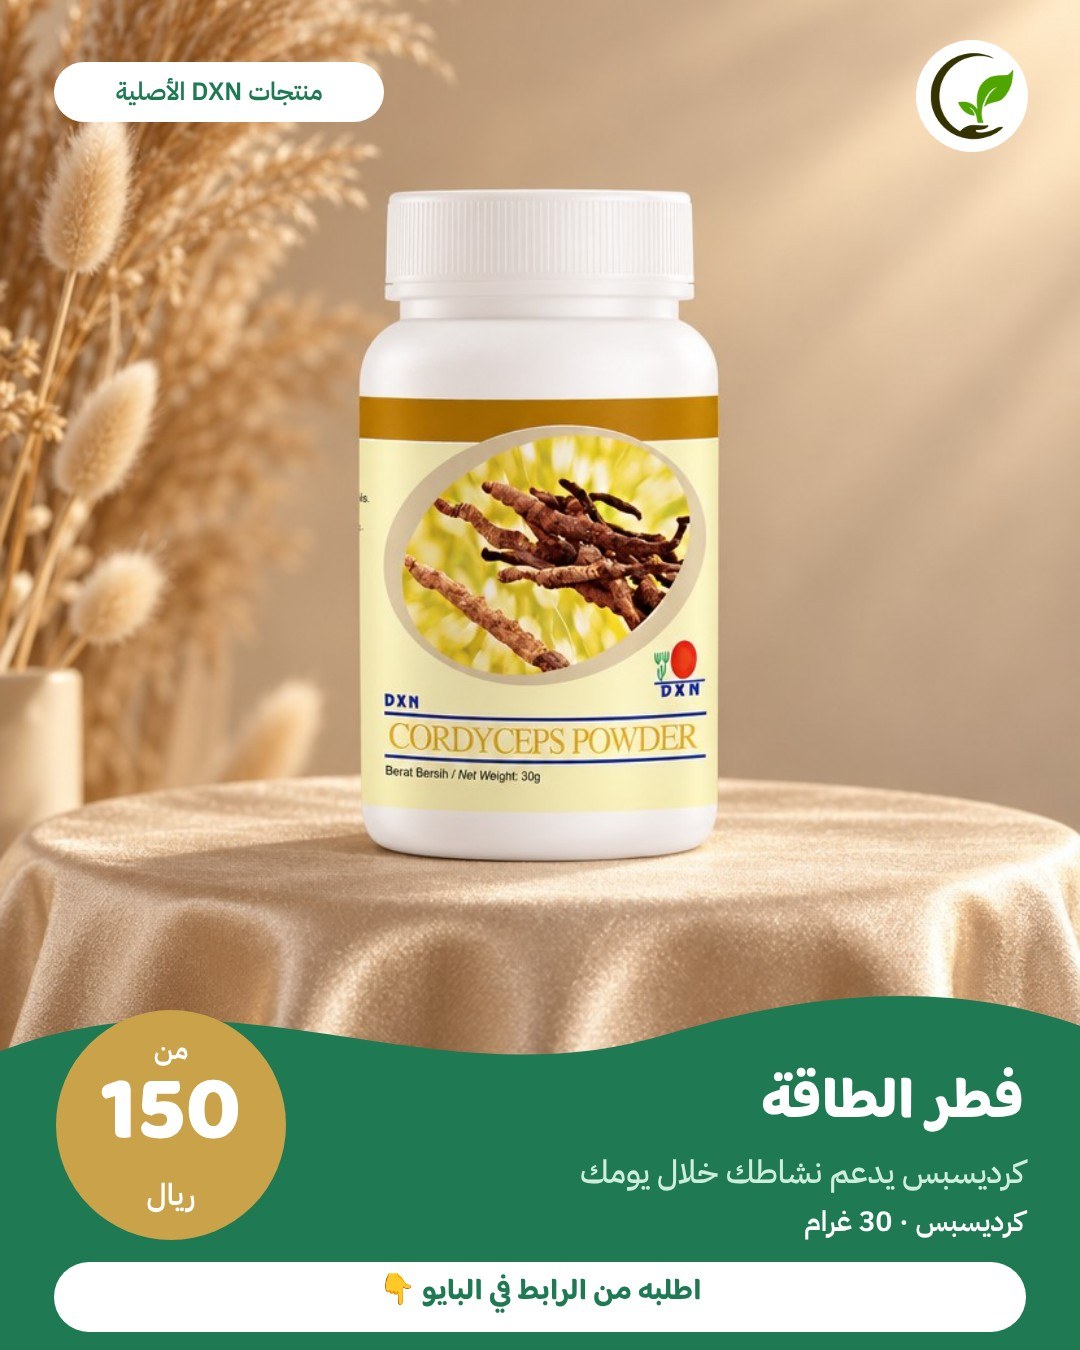 منتجات DXN الأصلية
is.
DXN
DXN
CORDYCEPS POWDER
Berat Bersih / Net Weight: 30g
من
150
ريال
فطر الطاقة
كرديسبس يدعم نشاطك خلال يومك
كرديسبس · 30 غرام
اطلبه من الرابط في البايو 👇